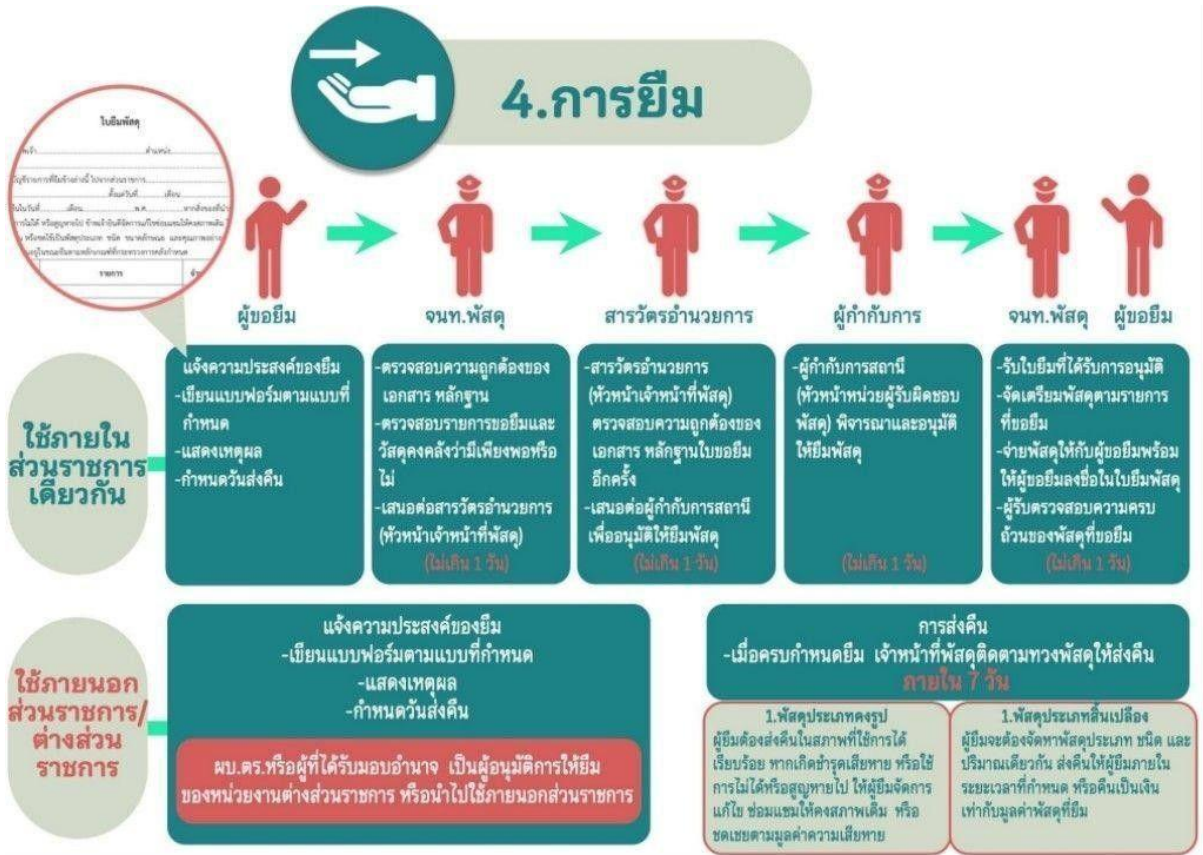 4.การยืม
ใบยืมพัสดุ
ตำแหน่ง
ตั้งแต่วันที่ เดือน
รายการ
ผู้ขอยืม
จนท.พัสดุ
สารวัตรอำนวยการ
ผู้กำกับการ
จนท.พัสดุ
ผู้ขอยืม
ใช้ภายใน
ส่วนราชการ
เดียวกัน
แจ้งความประสงค์ของยืม
-เขียนแบบฟอร์มตามแบบที่
กำหนด
-แสดงเหตุผล
-กำหนดวันส่งคืน
-ตรวจสอบความถูกต้องของ
เอกสาร หลักฐาน
-ตรวจสอบรายการขอยืมและ
วัสดุคงคลังว่ามีเพียงพอหรือ
ไม่
-เสนอต่อสารวัตรอำนวยการ
(หัวหน้าเจ้าหน้าที่พัสดุ)
(ไม่เกิน 1 วัน)
-สารวัตรอำนวยการ
(หัวหน้าเจ้าหน้าที่พัสดุ)
ตรวจสอบความถูกต้องของ
เอกสาร หลักฐานใบขอยืม
อีกครั้ง
-เสนอต่อผู้กำกับการสถานี
เพื่ออนุมัติให้ยืมพัสดุ
(ไม่เกิน 1 วัน)
-ผู้กำกับการสถานี
(หัวหน้าหน่วยผู้รับผิดชอบ
พัสดุ) พิจารณาและอนุมัติ
ให้ยืมพัสดุ
(ไม่เกิน 1 วัน)
-รับใบยืมที่ได้รับการอนุมัติ
-จัดเตรียมพัสดุตามรายการ
ที่ขอยืม
-จ่ายพัสดุให้กับผู้ขอยืมพร้อม
ให้ผู้ขอยืมลงชื่อในใบยืมพัสดุ
-ผู้รับตรวจสอบความครบ
ถ้วนของพัสดุที่ขอยืม
(ไม่เกิน 1 วัน)
ใช้ภายนอก
ส่วนราชการ/
ต่างส่วน
ราชการ
แจ้งความประสงค์ของยืม
-เขียนแบบฟอร์มตามแบบที่กำหนด
-แสดงเหตุผล
-กำหนดวันส่งคืน
ผบ.ตร.หรือผู้ที่ได้รับมอบอำนาจ เป็นผู้อนุมัติการให้ยืม
ของหน่วยงานต่างส่วนราชการ หรือนำไปใช้ภายนอกส่วนราชการ
การส่งคืน
-เมื่อครบกำหนดยืม เจ้าหน้าที่พัสดุติดตามทวงพัสดุให้ส่งคืน
ภายใน 7 วัน
1.พัสดุประเภทคงรูป
ผู้ยืมต้องส่งคืนในสภาพที่ใช้การได้
เรียบร้อย หากเกิดชำรุดเสียหาย หรือใช้
การไม่ได้หรือสูญหายไป ให้ผู้ยืมจัดการ
แก้ไข ซ่อมแซมให้คงสภาพเดิม หรือ
ชดเชยตามมูลค่าความเสียหาย
1.พัสดุประเภทสิ้นเปลือง
ผู้ยืมจะต้องจัดหาพัสดุประเภท ชนิด และ
ปริมาณเดียวกัน ส่งคืนให้ผู้ยืมภายใน
ระยะเวลาที่กำหนด หรือคืนเป็นเงิน
เท่ากับมูลค่าพัสดุที่ยืม